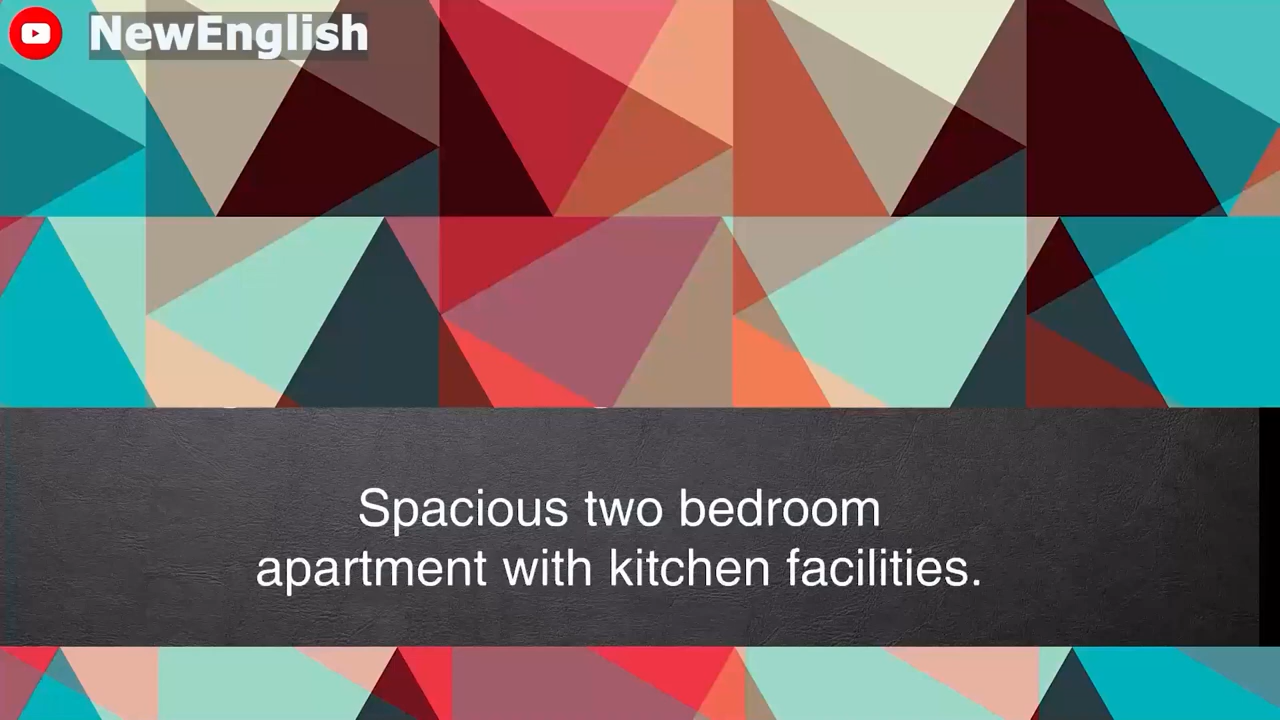 NewEnglish
Spacious two bedroom
apartment with kitchen facilities.